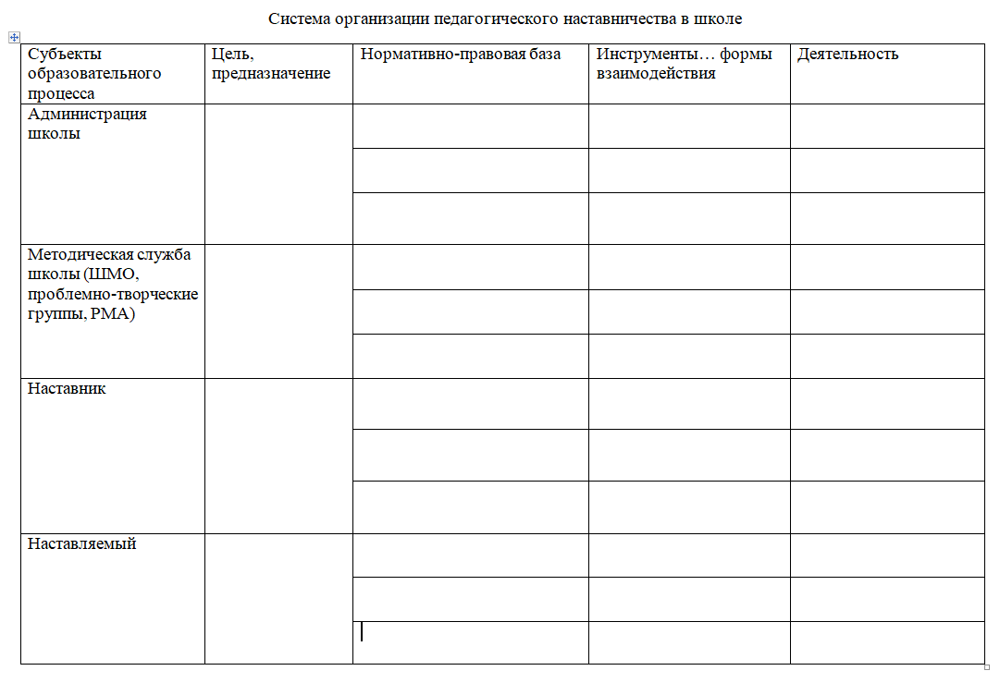 Система организации педагогического наставничества в школе
Субъекты
образовательного
процесса
Цель,
предназначение
Нормативно-правовая база
Инструменты… формы
взаимодействия
Деятельность
Администрация
школы
Методическая служба
школы (ШМО,
проблемно-творческие
группы, РМА)
Наставник
Наставляемый